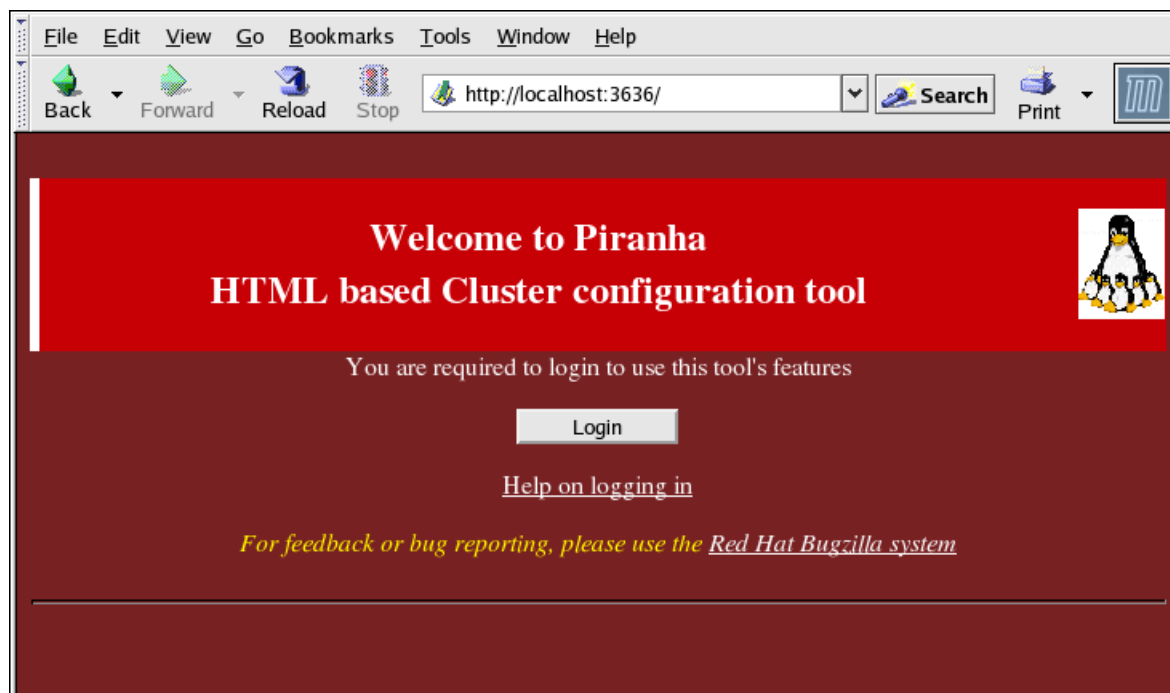 File Edit View Go Bookmarks Tools Window Help
Back Forward Reload Stop http://localhost:3636/ Search Print
Welcome to Piranha
HTML based Cluster configuration tool
You are required to login to use this tool's features
Login
Help on logging in
For feedback or bug reporting, please use the Red Hat Bugzilla system